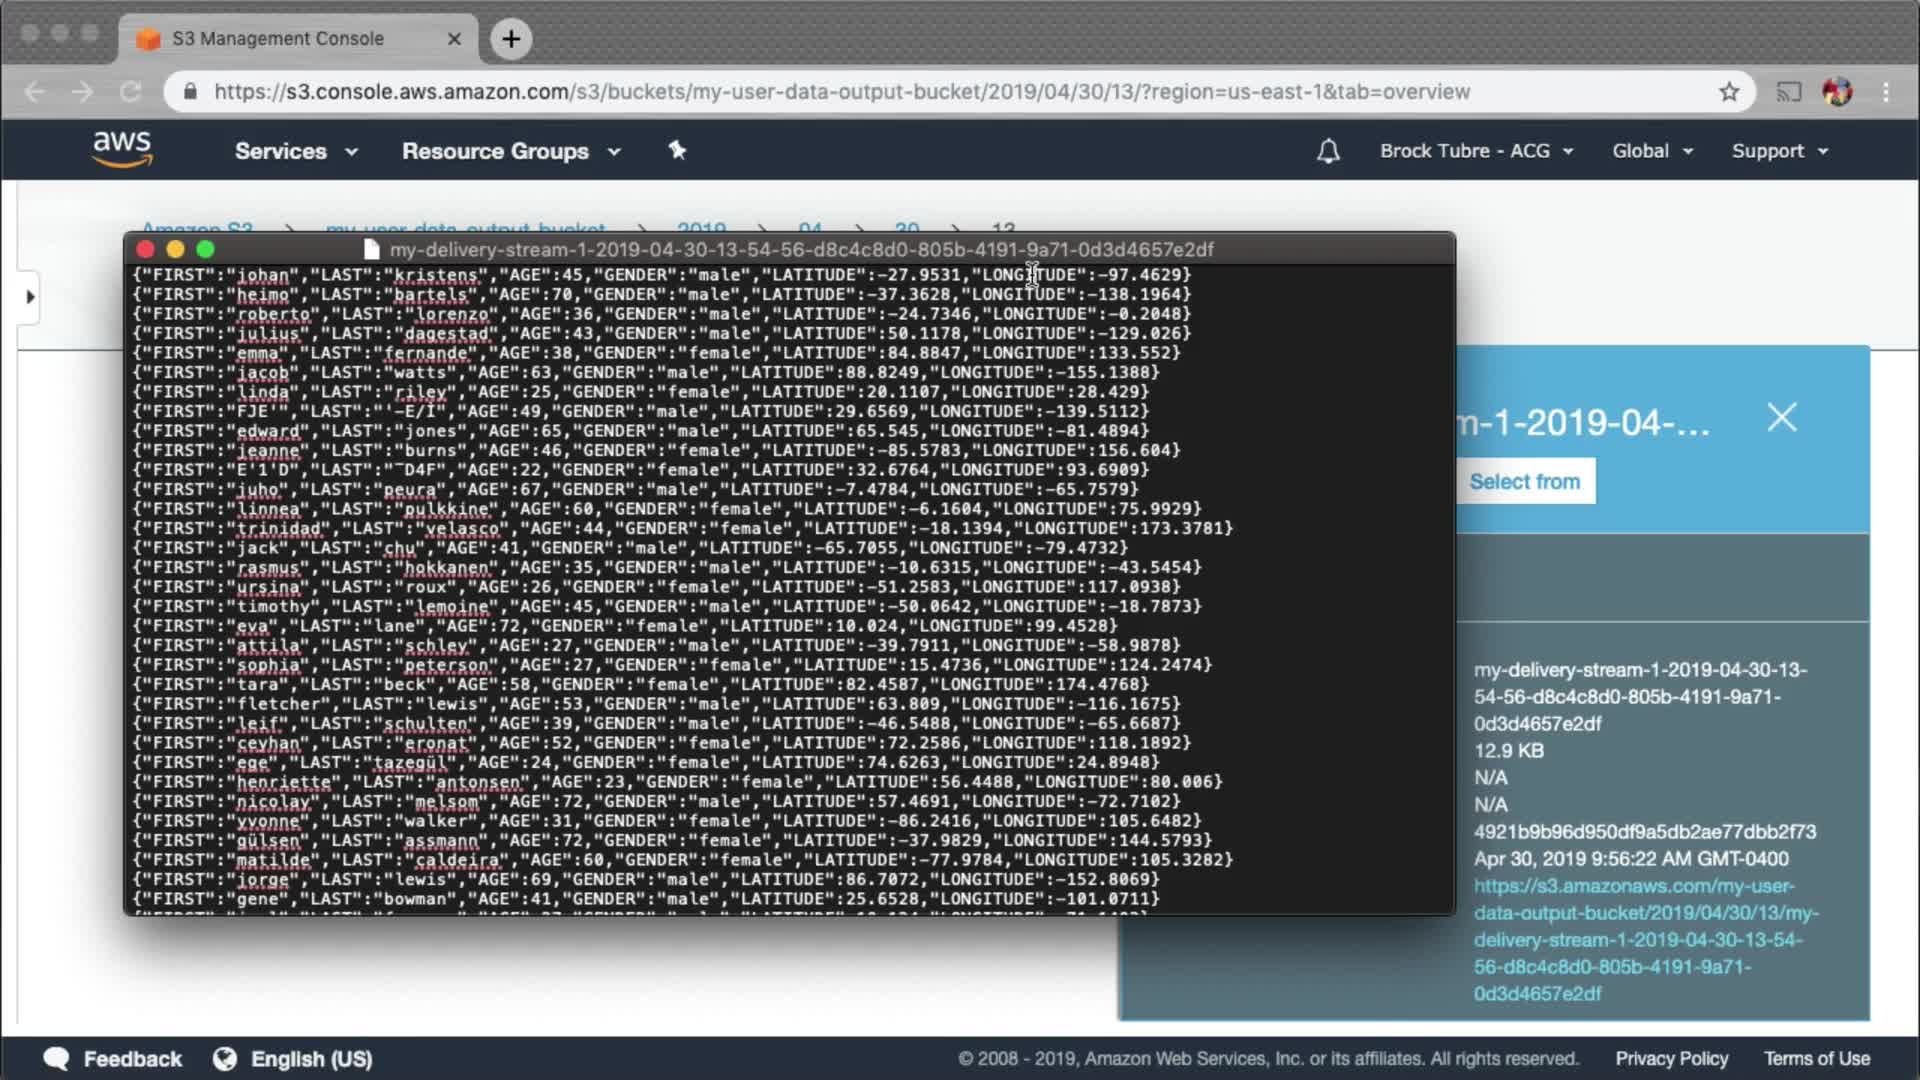 S3 Management Console
https://s3.console.aws.amazon.com/s3/buckets/my-user-data-output-bucket/2019/04/30/13/?region=us-east-1&tab=overview
aws Services Resource Groups Brock Tubre - ACG Global Support
Amazon S3 my-user-data-output-bucket 2019 04 30 13
my-delivery-stream-1-2019-04-30-13-54-56-d8c4c8d0-805b-4191-9a71-0d3d4657e2df
{"FIRST":"johan","LAST":"kristens","AGE":45,"GENDER":"male","LATITUDE":-27.9531,"LONGITUDE":-97.4629}
{"FIRST":"heimo","LAST":"bartels","AGE":70,"GENDER":"male","LATITUDE":-37.3628,"LONGITUDE":-138.1964}
{"FIRST":"roberto","LAST":"lorenzo","AGE":36,"GENDER":"male","LATITUDE":-24.7346,"LONGITUDE":-0.2048}
{"FIRST":"julius","LAST":"dagestad","AGE":43,"GENDER":"male","LATITUDE":50.1178,"LONGITUDE":-129.026}
{"FIRST":"emma","LAST":"fernande","AGE":38,"GENDER":"female","LATITUDE":84.8847,"LONGITUDE":133.552}
{"FIRST":"jacob","LAST":"watts","AGE":63,"GENDER":"male","LATITUDE":88.8249,"LONGITUDE":-155.1388}
{"FIRST":"linda","LAST":"riley","AGE":25,"GENDER":"female","LATITUDE":20.1107,"LONGITUDE":28.429}
{"FIRST":"FJE'","LAST":"'-E/I","AGE":49,"GENDER":"male","LATITUDE":29.6569,"LONGITUDE":-139.5112}
{"FIRST":"edward","LAST":"jones","AGE":65,"GENDER":"male","LATITUDE":65.545,"LONGITUDE":-81.4894}
{"FIRST":"jeanne","LAST":"burns","AGE":46,"GENDER":"female","LATITUDE":-85.5783,"LONGITUDE":156.604}
{"FIRST":"E'1'D","LAST":"¯D4F","AGE":22,"GENDER":"female","LATITUDE":32.6764,"LONGITUDE":93.6909}
{"FIRST":"juho","LAST":"peura","AGE":67,"GENDER":"male","LATITUDE":-7.4784,"LONGITUDE":-65.7579}
{"FIRST":"linnea","LAST":"pulkkine","AGE":60,"GENDER":"female","LATITUDE":-6.1604,"LONGITUDE":75.9929}
{"FIRST":"trinidad","LAST":"velasco","AGE":44,"GENDER":"female","LATITUDE":-18.1394,"LONGITUDE":173.3781}
{"FIRST":"jack","LAST":"chu","AGE":41,"GENDER":"male","LATITUDE":-65.7055,"LONGITUDE":-79.4732}
{"FIRST":"rasmus","LAST":"hokkanen","AGE":35,"GENDER":"male","LATITUDE":-10.6315,"LONGITUDE":-43.5454}
{"FIRST":"ursina","LAST":"roux","AGE":26,"GENDER":"female","LATITUDE":-51.2583,"LONGITUDE":117.0938}
{"FIRST":"timothy","LAST":"lemoine","AGE":45,"GENDER":"male","LATITUDE":-50.0642,"LONGITUDE":-18.7873}
{"FIRST":"eva","LAST":"lane","AGE":72,"GENDER":"female","LATITUDE":10.024,"LONGITUDE":99.4528}
{"FIRST":"attila","LAST":"schley","AGE":27,"GENDER":"male","LATITUDE":-39.7911,"LONGITUDE":-58.9878}
{"FIRST":"sophia","LAST":"peterson","AGE":27,"GENDER":"female","LATITUDE":15.4736,"LONGITUDE":124.2474}
{"FIRST":"tara","LAST":"beck","AGE":58,"GENDER":"female","LATITUDE":82.4587,"LONGITUDE":174.4768}
{"FIRST":"fletcher","LAST":"lewis","AGE":53,"GENDER":"male","LATITUDE":63.809,"LONGITUDE":-116.1675}
{"FIRST":"leif","LAST":"schulten","AGE":39,"GENDER":"male","LATITUDE":-46.5488,"LONGITUDE":-65.6687}
{"FIRST":"ceyhan","LAST":"eronat","AGE":52,"GENDER":"female","LATITUDE":72.2586,"LONGITUDE":118.1892}
{"FIRST":"ege","LAST":"tazegül","AGE":24,"GENDER":"female","LATITUDE":74.6263,"LONGITUDE":24.8948}
{"FIRST":"henriette","LAST":"antonsen","AGE":23,"GENDER":"female","LATITUDE":56.4488,"LONGITUDE":80.006}
{"FIRST":"nicolay","LAST":"melsom","AGE":72,"GENDER":"male","LATITUDE":57.4691,"LONGITUDE":-72.7102}
{"FIRST":"yvonne","LAST":"walker","AGE":31,"GENDER":"female","LATITUDE":-86.2416,"LONGITUDE":105.6482}
{"FIRST":"gülsen","LAST":"assmann","AGE":72,"GENDER":"female","LATITUDE":-37.9829,"LONGITUDE":144.5793}
{"FIRST":"matilde","LAST":"caldeira","AGE":60,"GENDER":"female","LATITUDE":-77.9784,"LONGITUDE":105.3282}
{"FIRST":"jorge","LAST":"lewis","AGE":69,"GENDER":"male","LATITUDE":86.7072,"LONGITUDE":-152.8069}
{"FIRST":"gene","LAST":"bowman","AGE":41,"GENDER":"male","LATITUDE":25.6528,"LONGITUDE":-101.0711}
m-1-2019-04-...
Select from
my-delivery-stream-1-2019-04-30-13-
54-56-d8c4c8d0-805b-4191-9a71-
0d3d4657e2df
12.9 KB
N/A
N/A
4921b9b96d950df9a5db2ae77dbb2f73
Apr 30, 2019 9:56:22 AM GMT-0400
https://s3.amazonaws.com/my-user-
data-output-bucket/2019/04/30/13/my-
delivery-stream-1-2019-04-30-13-54-
56-d8c4c8d0-805b-4191-9a71-
0d3d4657e2df
Feedback English (US) © 2008 - 2019, Amazon Web Services, Inc. or its affiliates. All rights reserved. Privacy Policy Terms of Use